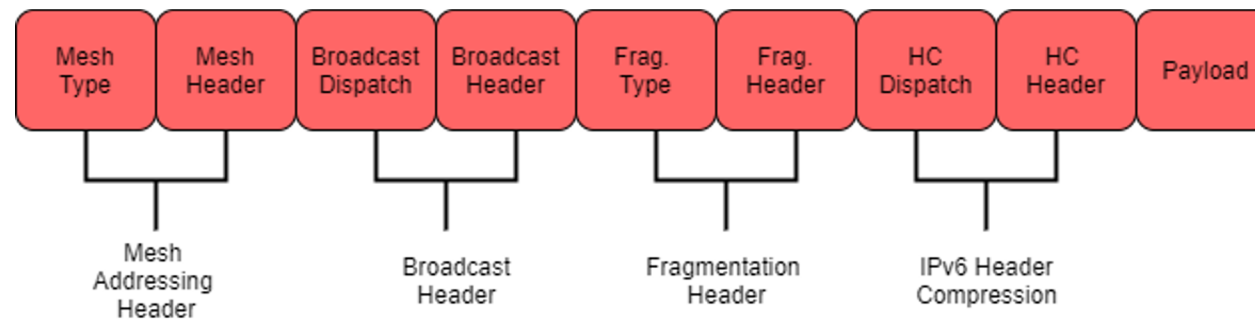 Mesh
Type
Mesh
Header
Broadcast
Dispatch
Broadcast
Header
Frag.
Type
Frag.
Header
HC
Dispatch
HC
Header
Payload
Mesh
Addressing
Header
Broadcast
Header
Fragmentation
Header
IPv6 Header
Compression